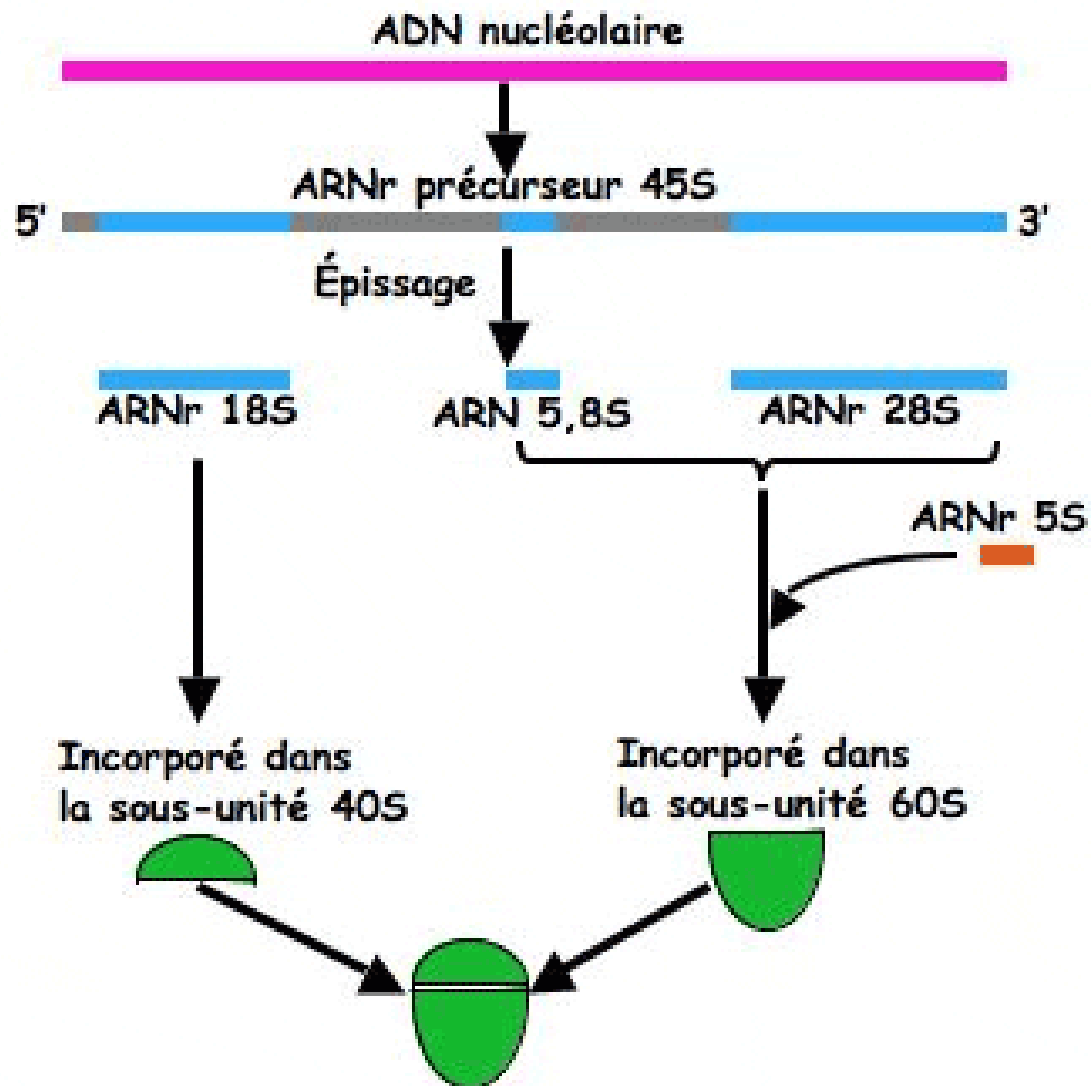 ADN nucléolaire
ARNr précurseur 45S
5' 3'
Épissage
ARNr 18S
ARN 5,8S
ARNr 28S
ARNr 5S
Incorporé dans
la sous-unité 40S
Incorporé dans
la sous-unité 60S